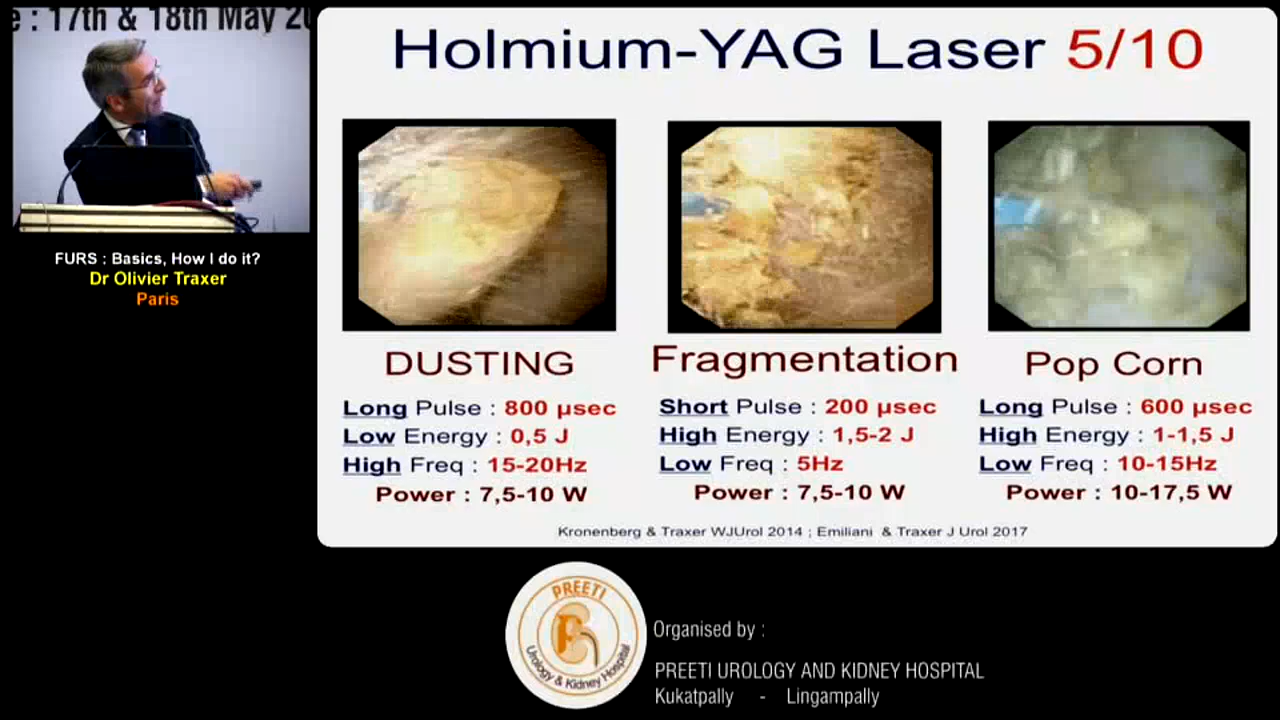 e : 17th & 18th May 20
FURS : Basics, How I do it?
Dr Olivier Traxer
Paris
Holmium-YAG Laser 5/10
DUSTING
Long Pulse : 800 µsec
Low Energy : 0,5 J
High Freq : 15-20Hz
Power : 7,5-10 W
Fragmentation
Short Pulse : 200 µsec
High Energy : 1,5-2 J
Low Freq : 5Hz
Power : 7,5-10 W
Pop Corn
Long Pulse : 600 µsec
High Energy : 1-1,5 J
Low Freq : 10-15Hz
Power : 10-17,5 W
Kronenberg & Traxer WJUrol 2014 ; Emiliani & Traxer J Urol 2017
PREETI
Urology & Kidney Hospital
Organised by :
PREETI UROLOGY AND KIDNEY HOSPITAL
Kukatpally - Lingampally